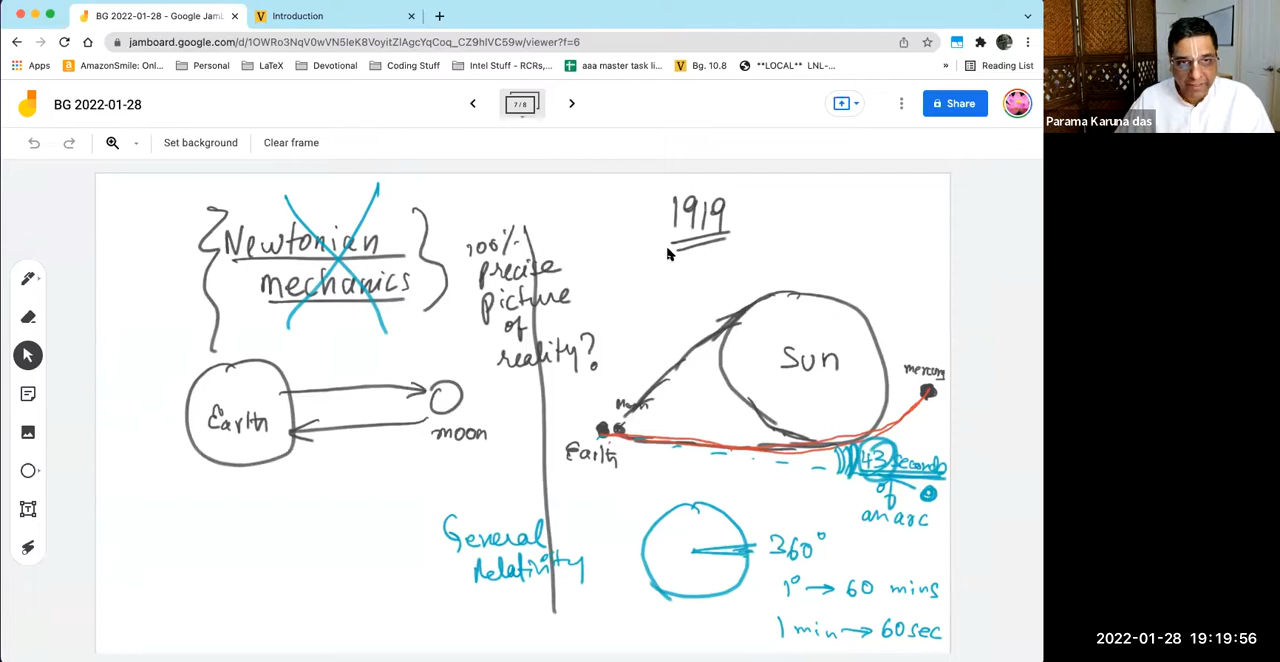 BG 2022-01-28 - Google Jam
Introduction
jamboard.google.com/d/1OWRo3NqV0wVN5IeK8VoyitZlAgcYqCoq_CZ9hlVC59w/viewer?f=6
Apps
AmazonSmile: Onl...
Personal
LaTeX
Devotional
Coding Stuff
Intel Stuff - RCRs,...
aaa master task li...
Bg. 10.8
**LOCAL** LNL-...
»
Reading List
BG 2022-01-28
7/8
Share
Parama Karuna das
Set background
Clear frame
Newtonian
mechanics
100%
precise
picture
of
reality?
1919
Earth
moon
Sun
mercury
Moon
Earth
43 seconds
of
an arc
General
Relativity
360°
1° → 60 mins
1 min → 60 sec
2022-01-28 19:19:56